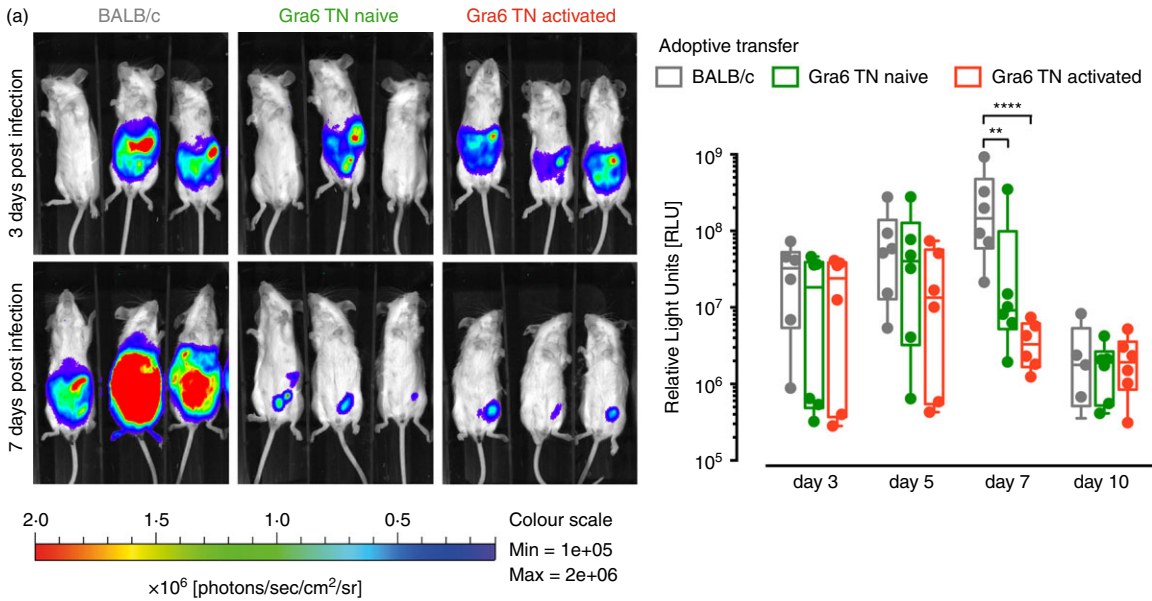 (a)
BALB/c
Gra6 TN naive
Gra6 TN activated
3 days post infection
7 days post infection
2·0
1·5
1·0
0·5
Colour scale
Min = 1e+05
Max = 2e+06
×10⁶ [photons/sec/cm²/sr]
Adoptive transfer
BALB/c
Gra6 TN naive
Gra6 TN activated
****
**
Relative Light Units [RLU]
10⁹
10⁸
10⁷
10⁶
10⁵
day 3
day 5
day 7
day 10